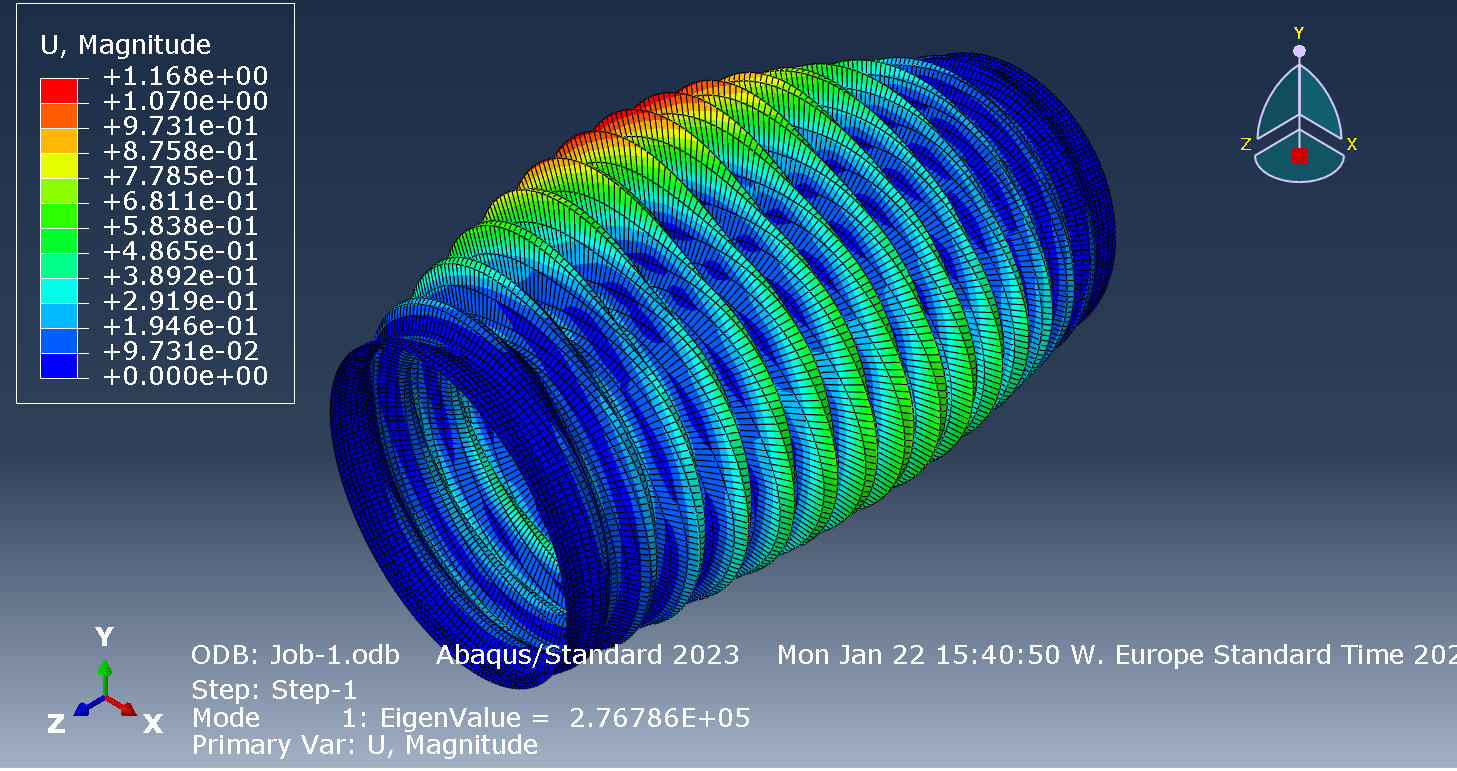 U, Magnitude
+1.168e+00
+1.070e+00
+9.731e-01
+8.758e-01
+7.785e-01
+6.811e-01
+5.838e-01
+4.865e-01
+3.892e-01
+2.919e-01
+1.946e-01
+9.731e-02
+0.000e+00
Y
Z X
Y
Z X
ODB: Job-1.odb Abaqus/Standard 2023 Mon Jan 22 15:40:50 W. Europe Standard Time 202
Step: Step-1
Mode 1: EigenValue = 2.76786E+05
Primary Var: U, Magnitude